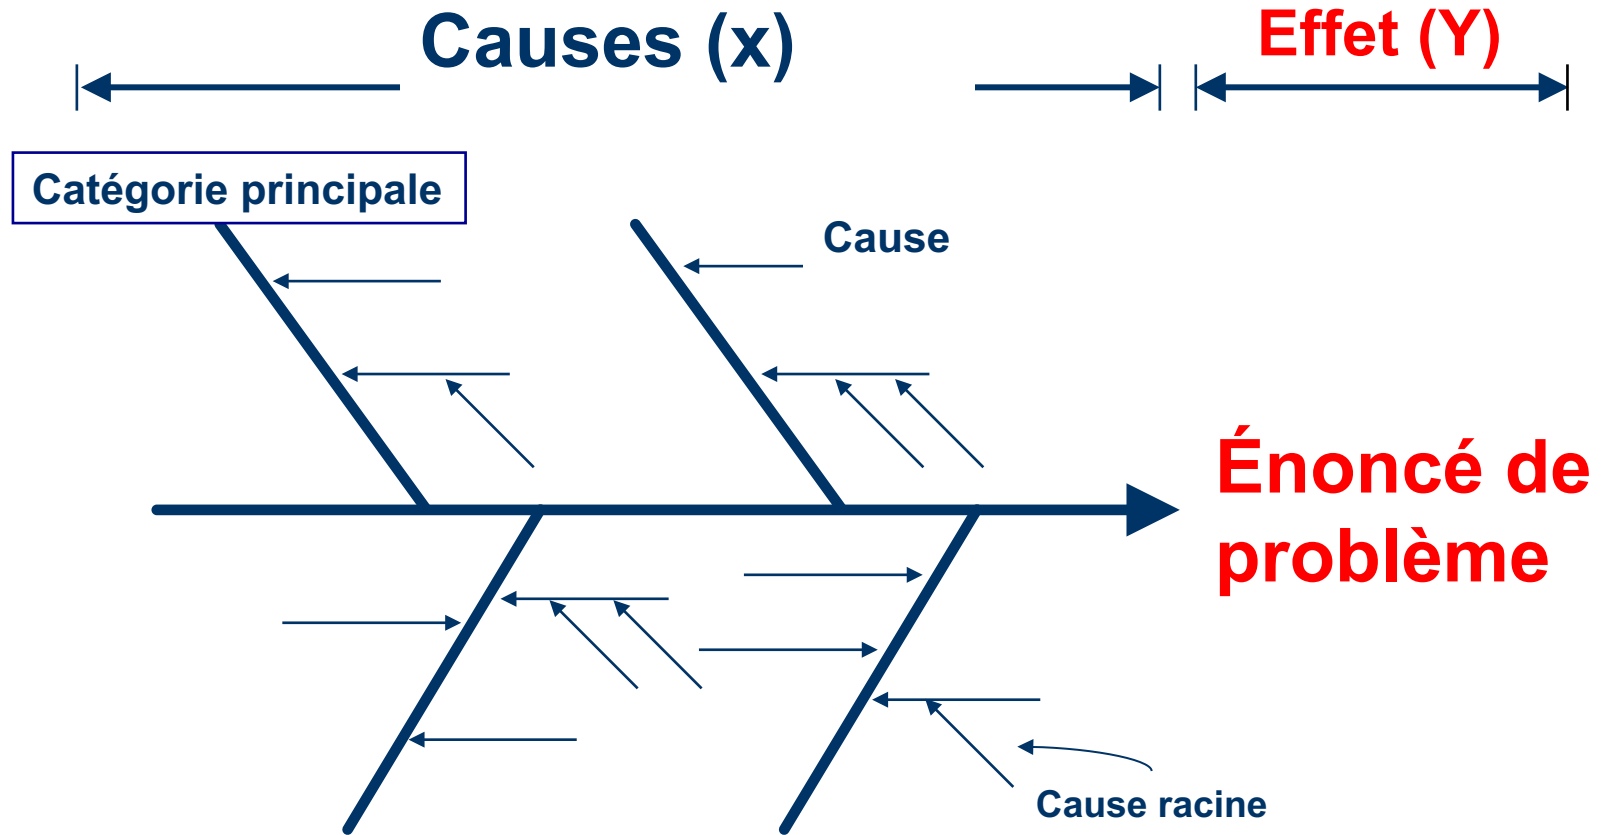 Causes (x)
Effet (Y)
Catégorie principale
Cause
Énoncé de
problème
Cause racine